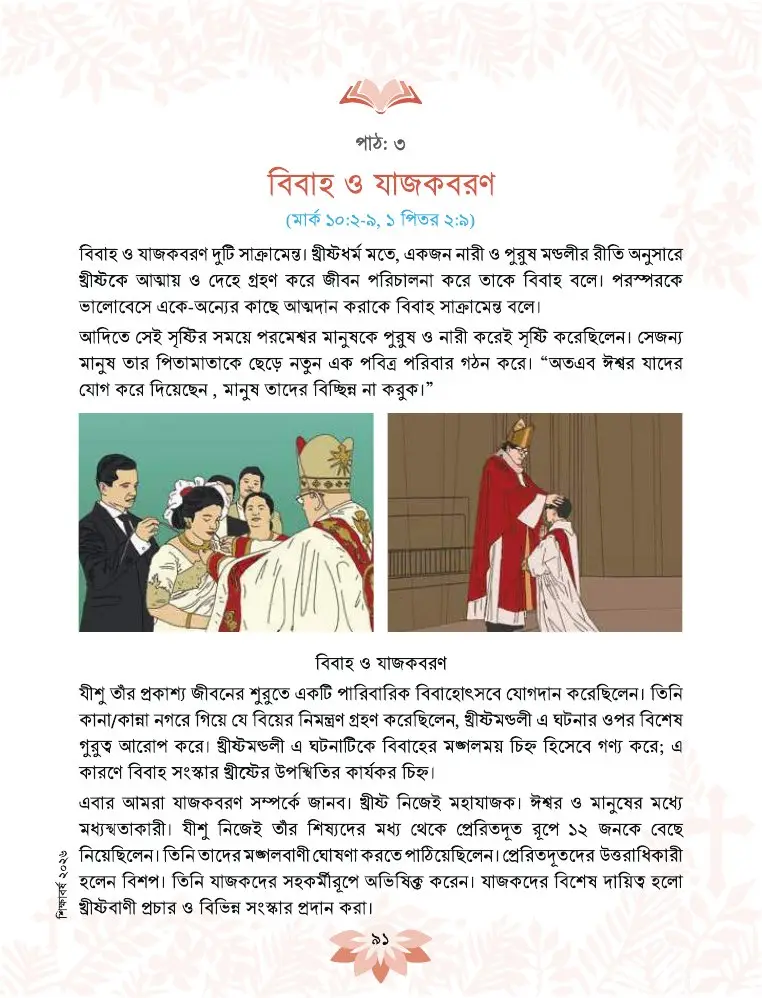 পাঠ: ৩
বিবাহ ও যাজকবরণ
(মার্ক ১০:২-৯, ১ পিতর ২:৯)
বিবাহ ও যাজকবরণ দুটি সাক্রামেন্ত। খ্রীষ্টধর্ম মতে, একজন নারী ও পুরুষ মন্ডলীর রীতি অনুসারে
খ্রীষ্টকে আত্মায় ও দেহে গ্রহণ করে জীবন পরিচালনা করে তাকে বিবাহ বলে। পরস্পরকে
ভালোবেসে একে-অন্যের কাছে আত্মদান করাকে বিবাহ সাক্রামেন্ত বলে।
আদিতে সেই সৃষ্টির সময়ে পরমেশ্বর মানুষকে পুরুষ ও নারী করেই সৃষ্টি করেছিলেন। সেজন্য
মানুষ তার পিতামাতাকে ছেড়ে নতুন এক পবিত্র পরিবার গঠন করে। “অতএব ঈশ্বর যাদের
যোগ করে দিয়েছেন , মানুষ তাদের বিচ্ছিন্ন না করুক।”
বিবাহ ও যাজকবরণ
যীশু তাঁর প্রকাশ্য জীবনের শুরুতে একটি পারিবারিক বিবাহোৎসবে যোগদান করেছিলেন। তিনি
কানা/কান্না নগরে গিয়ে যে বিয়ের নিমন্ত্রণ গ্রহণ করেছিলেন, খ্রীষ্টমন্ডলী এ ঘটনার ওপর বিশেষ
গুরুত্ব আরোপ করে। খ্রীষ্টমন্ডলী এ ঘটনাটিকে বিবাহের মঙ্গলময় চিহ্ন হিসেবে গণ্য করে; এ
কারণে বিবাহ সংস্কার খ্রীষ্টের উপস্থিতির কার্যকর চিহ্ন।
এবার আমরা যাজকবরণ সম্পর্কে জানব। খ্রীষ্ট নিজেই মহাযাজক। ঈশ্বর ও মানুষের মধ্যে
মধ্যস্থতাকারী। যীশু নিজেই তাঁর শিষ্যদের মধ্য থেকে প্রেরিতদূত রূপে ১২ জনকে বেছে
নিয়েছিলেন। তিনি তাদের মঙ্গলবাণী ঘোষণা করতে পাঠিয়েছিলেন। প্রেরিতদূতদের উত্তরাধিকারী
হলেন বিশপ। তিনি যাজকদের সহকর্মীরূপে অভিষিক্ত করেন। যাজকদের বিশেষ দায়িত্ব হলো
খ্রীষ্টবাণী প্রচার ও বিভিন্ন সংস্কার প্রদান করা।
শিক্ষাবর্ষ ২০২৬
৯১